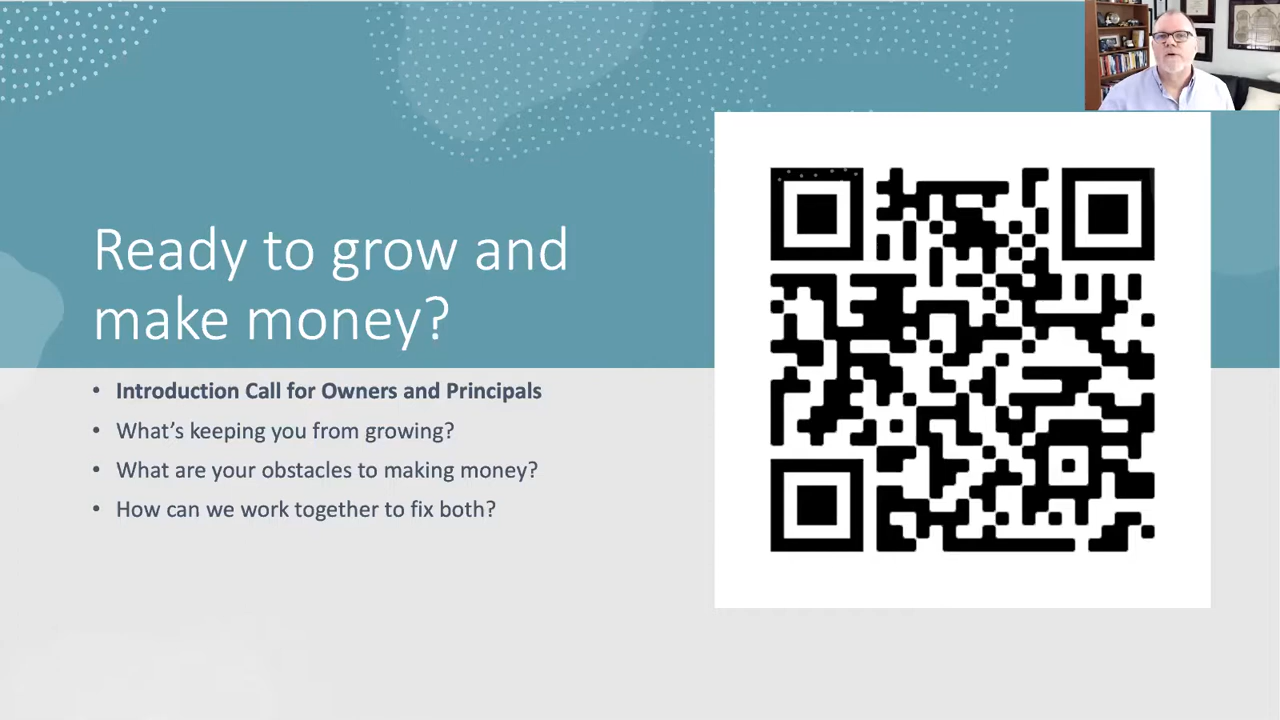 Ready to grow and
make money?
• Introduction Call for Owners and Principals
• What’s keeping you from growing?
• What are your obstacles to making money?
• How can we work together to fix both?